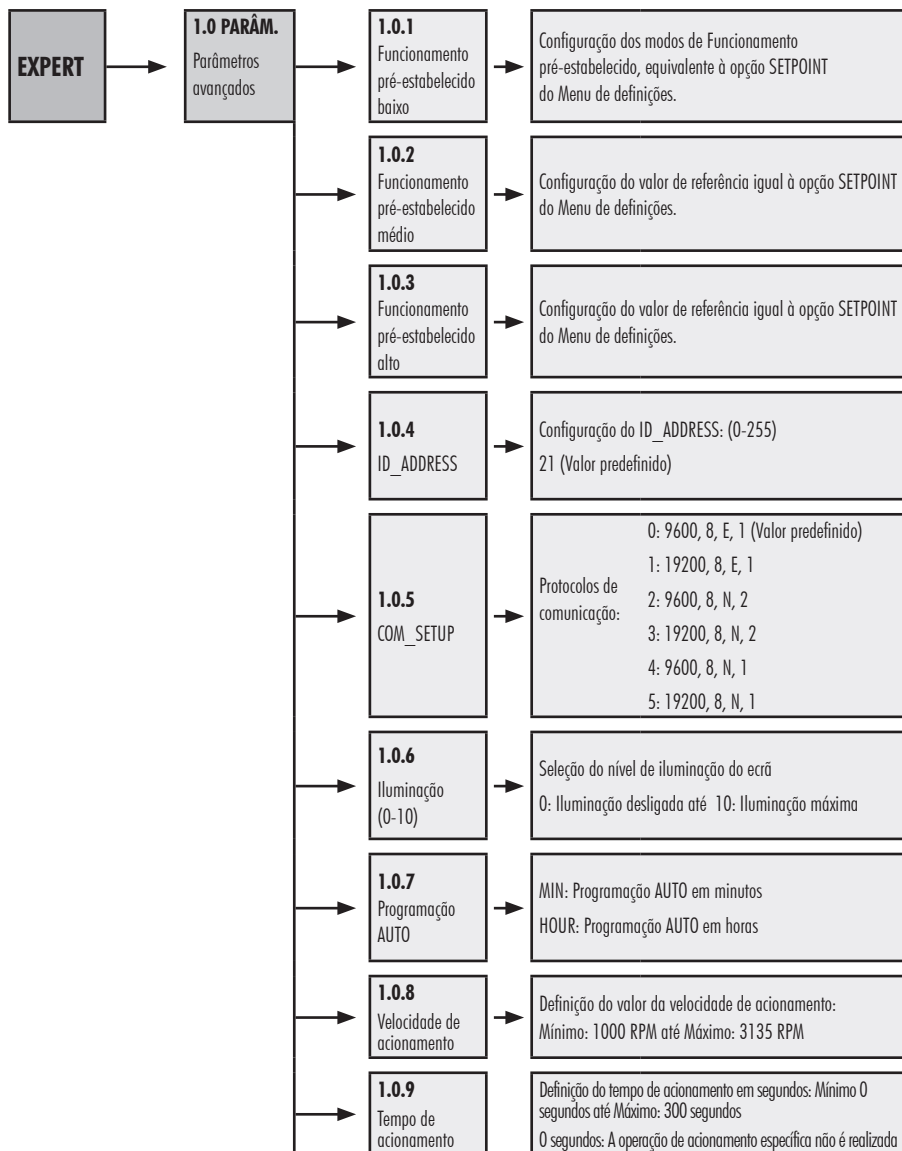 EXPERT
1.0 PARÂM.
Parâmetros
avançados
1.0.1
Funcionamento
pré-estabelecido
baixo
Configuração dos modos de Funcionamento
pré-estabelecido, equivalente à opção SETPOINT
do Menu de definições.
1.0.2
Funcionamento
pré-estabelecido
médio
Configuração do valor de referência igual à opção SETPOINT
do Menu de definições.
1.0.3
Funcionamento
pré-estabelecido
alto
Configuração do valor de referência igual à opção SETPOINT
do Menu de definições.
1.0.4
ID_ADDRESS
Configuração do ID_ADDRESS: (0-255)
21 (Valor predefinido)
1.0.5
COM_SETUP
Protocolos de
comunicação:
0: 9600, 8, E, 1 (Valor predefinido)
1: 19200, 8, E, 1
2: 9600, 8, N, 2
3: 19200, 8, N, 2
4: 9600, 8, N, 1
5: 19200, 8, N, 1
1.0.6
Iluminação
(0-10)
Seleção do nível de iluminação do ecrã
0: Iluminação desligada até 10: Iluminação máxima
1.0.7
Programação
AUTO
MIN: Programação AUTO em minutos
HOUR: Programação AUTO em horas
1.0.8
Velocidade de
acionamento
Definição do valor da velocidade de acionamento:
Mínimo: 1000 RPM até Máximo: 3135 RPM
1.0.9
Tempo de
acionamento
Definição do tempo de acionamento em segundos: Mínimo 0
segundos até Máximo: 300 segundos
0 segundos: A operação de acionamento específica não é realizada